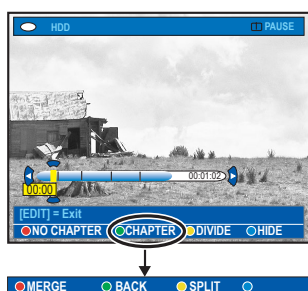 HDD PAUSE
00:01:02
00:00
[EDIT] = Exit
NO CHAPTER CHAPTER DIVIDE HIDE
MERGE BACK SPLIT